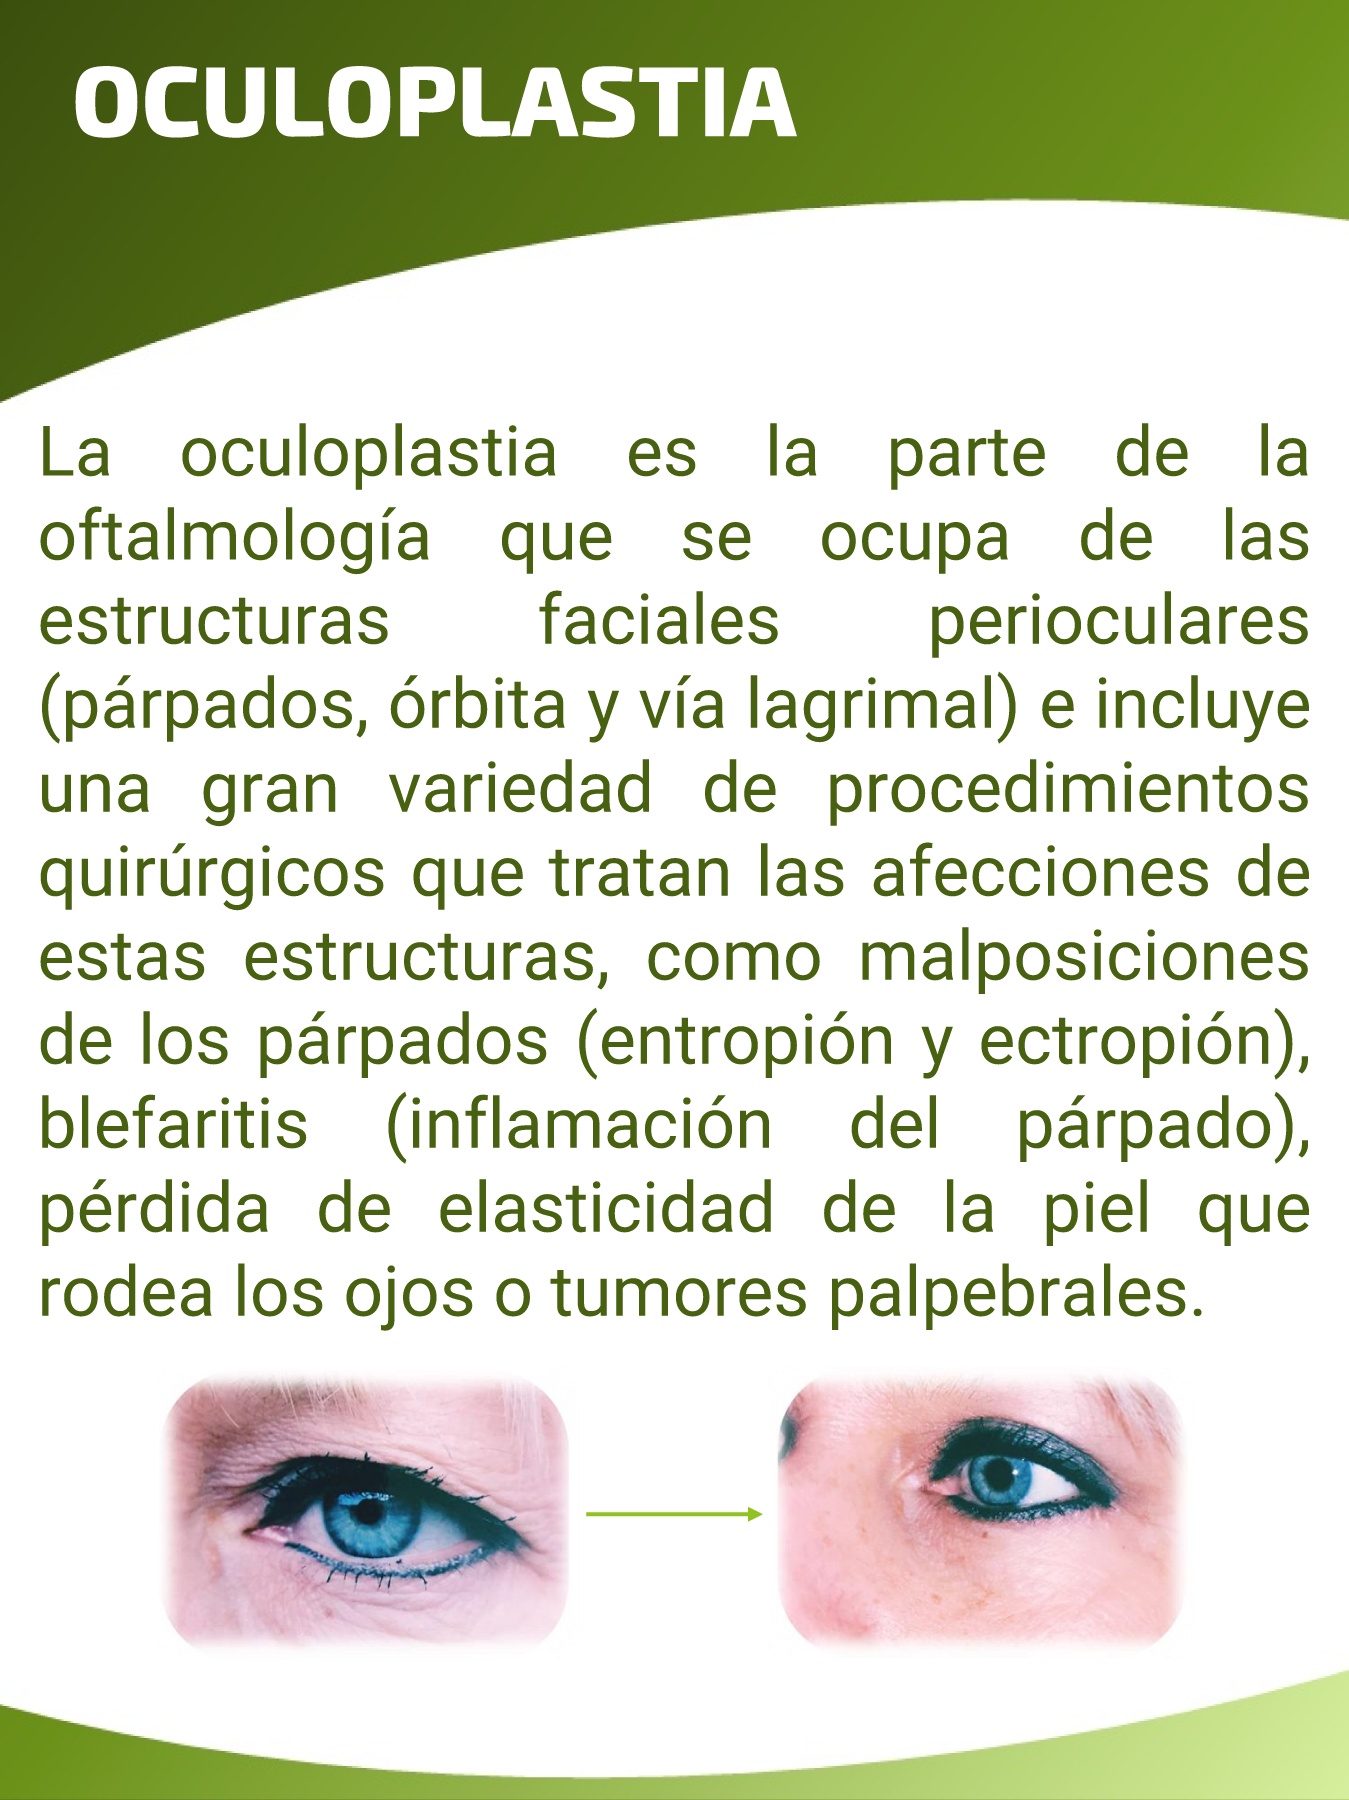 OCULOPLASTIA
La oculoplastia es la parte de la
oftalmología que se ocupa de las
estructuras faciales perioculares
(párpados, órbita y vía lagrimal) e incluye
una gran variedad de procedimientos
quirúrgicos que tratan las afecciones de
estas estructuras, como malposiciones
de los párpados (entropión y ectropión),
blefaritis (inflamación del párpado),
pérdida de elasticidad de la piel que
rodea los ojos o tumores palpebrales.